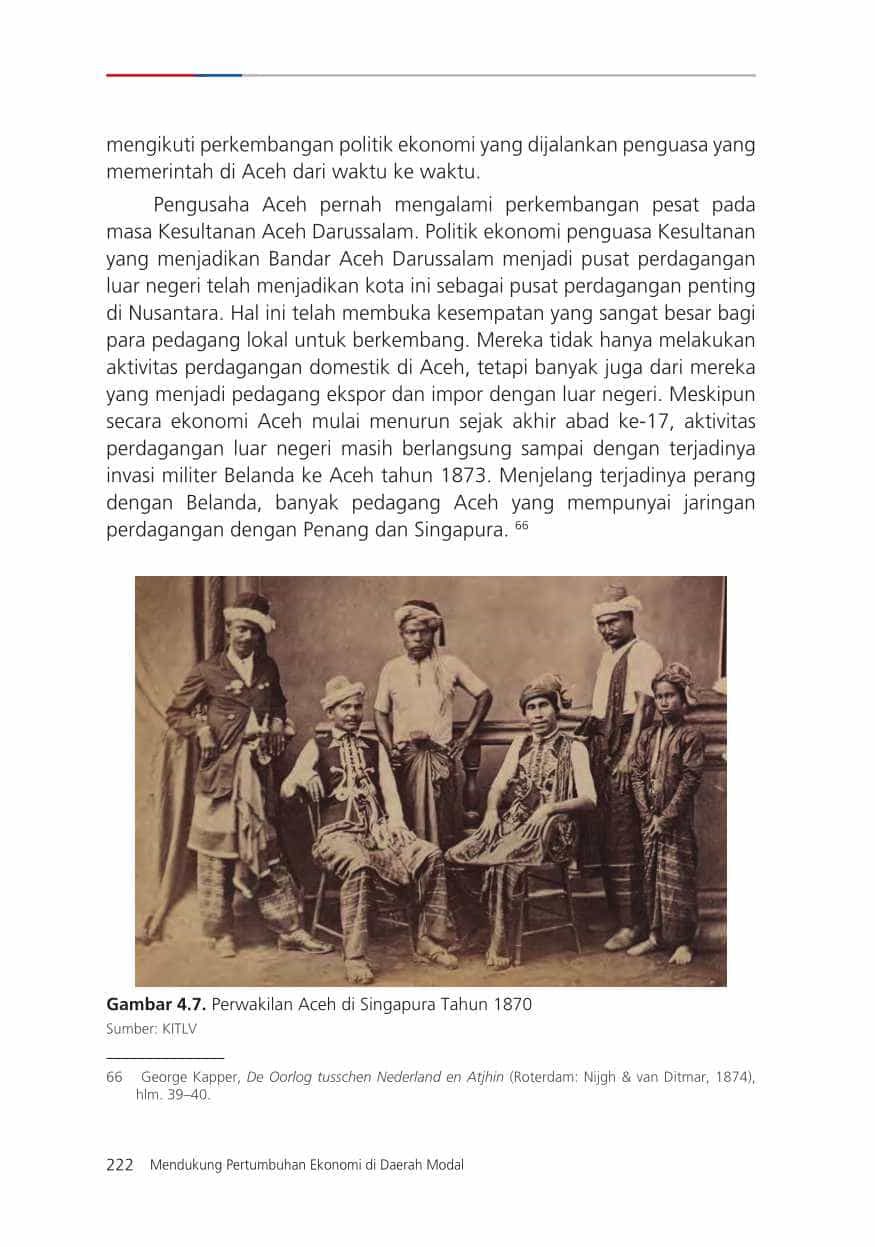 mengikuti perkembangan politik ekonomi yang dijalankan penguasa yang
memerintah di Aceh dari waktu ke waktu.
Pengusaha Aceh pernah mengalami perkembangan pesat pada
masa Kesultanan Aceh Darussalam. Politik ekonomi penguasa Kesultanan
yang menjadikan Bandar Aceh Darussalam menjadi pusat perdagangan
luar negeri telah menjadikan kota ini sebagai pusat perdagangan penting
di Nusantara. Hal ini telah membuka kesempatan yang sangat besar bagi
para pedagang lokal untuk berkembang. Mereka tidak hanya melakukan
aktivitas perdagangan domestik di Aceh, tetapi banyak juga dari mereka
yang menjadi pedagang ekspor dan impor dengan luar negeri. Meskipun
secara ekonomi Aceh mulai menurun sejak akhir abad ke-17, aktivitas
perdagangan luar negeri masih berlangsung sampai dengan terjadinya
invasi militer Belanda ke Aceh tahun 1873. Menjelang terjadinya perang
dengan Belanda, banyak pedagang Aceh yang mempunyai jaringan
perdagangan dengan Penang dan Singapura. 66
Gambar 4.7. Perwakilan Aceh di Singapura Tahun 1870
Sumber: KITLV
66 George Kapper, De Oorlog tusschen Nederland en Atjhin (Roterdam: Nijgh & van Ditmar, 1874),
hlm. 39–40.
222 Mendukung Pertumbuhan Ekonomi di Daerah Modal